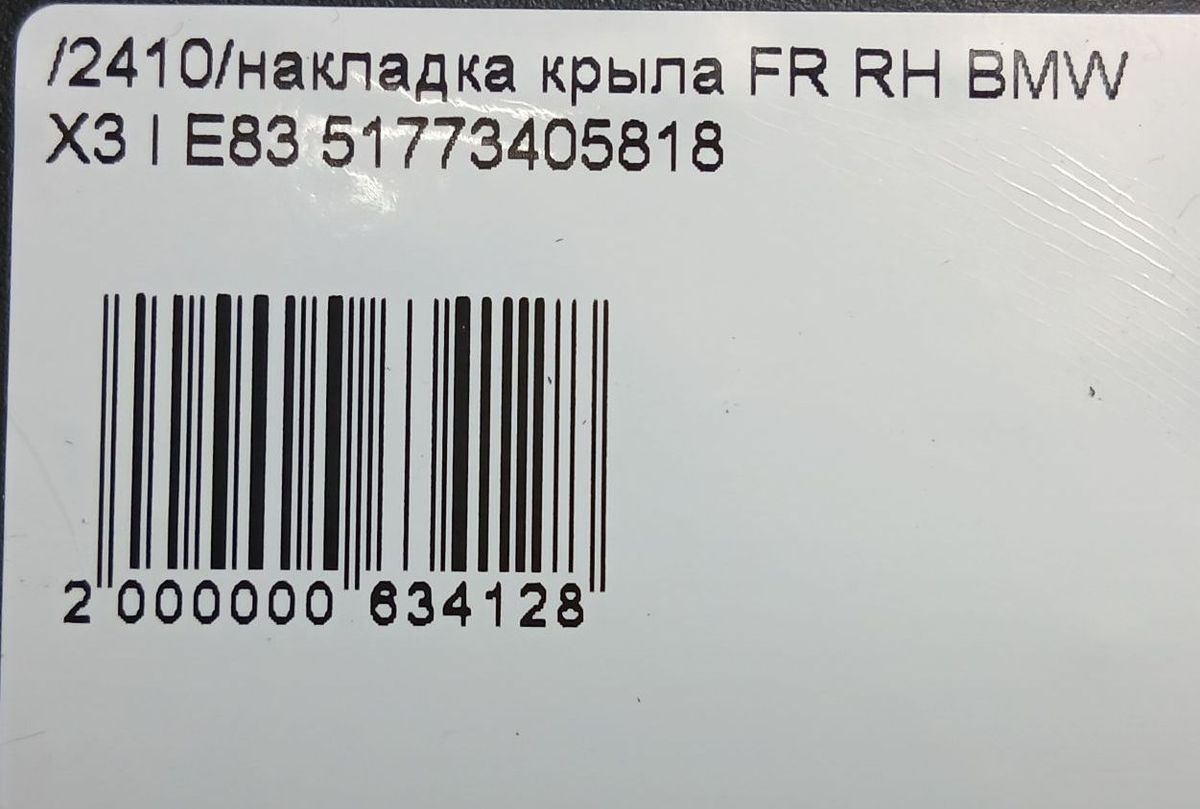 /2410/накладка крыла FR RH BMW
X3 I E83 51773405818
2 000000 634128